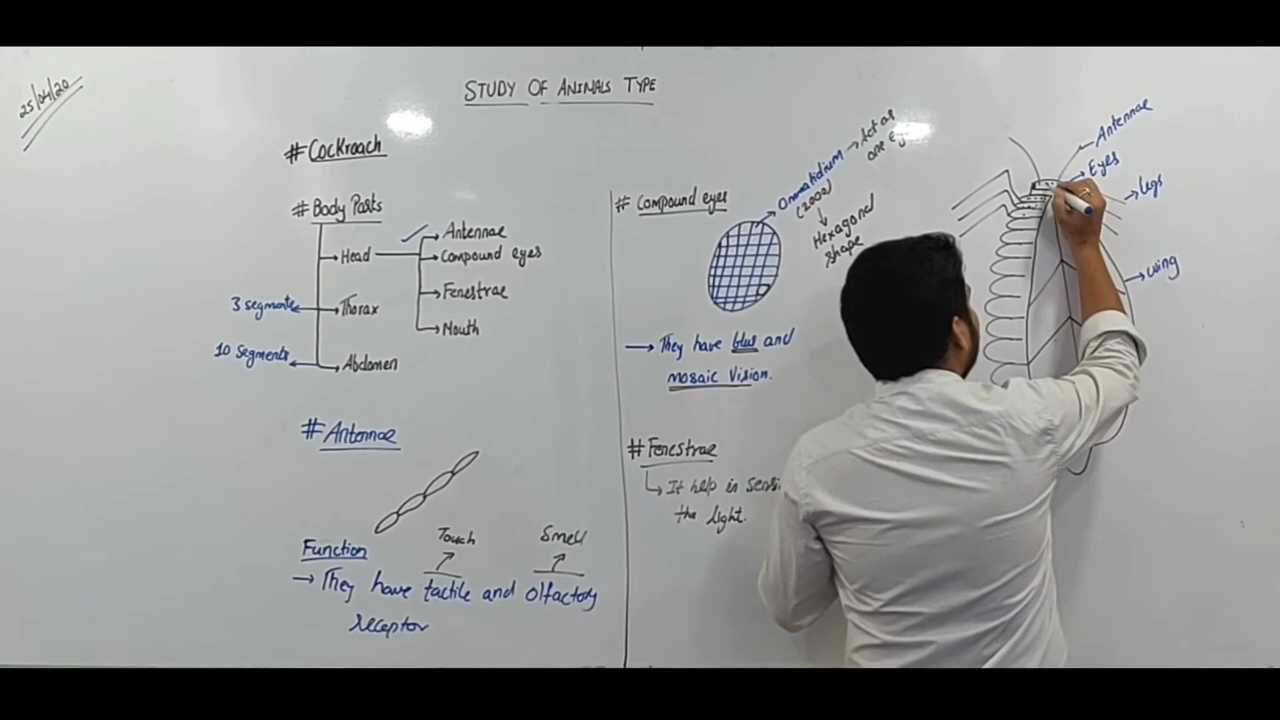 25/04/20
STUDY OF ANIMALS TYPE
# Cockroach
# Body Parts
Head
Antennae
Compound eyes
Fenestrae
Mouth
3 segments
Thorax
10 Segments
Abdomen
# Antennae
Function
Touch
Smell
→ They have tactile and olfactory
receptor
# Compound eyes
Ommatidium → Act as
one ey
(2000)
Hexagonal
shape
→ They have blur and
mosaic Vision.
# Fenestrae
It help in sensi
the light.
Antennae
Eyes
legs
wing